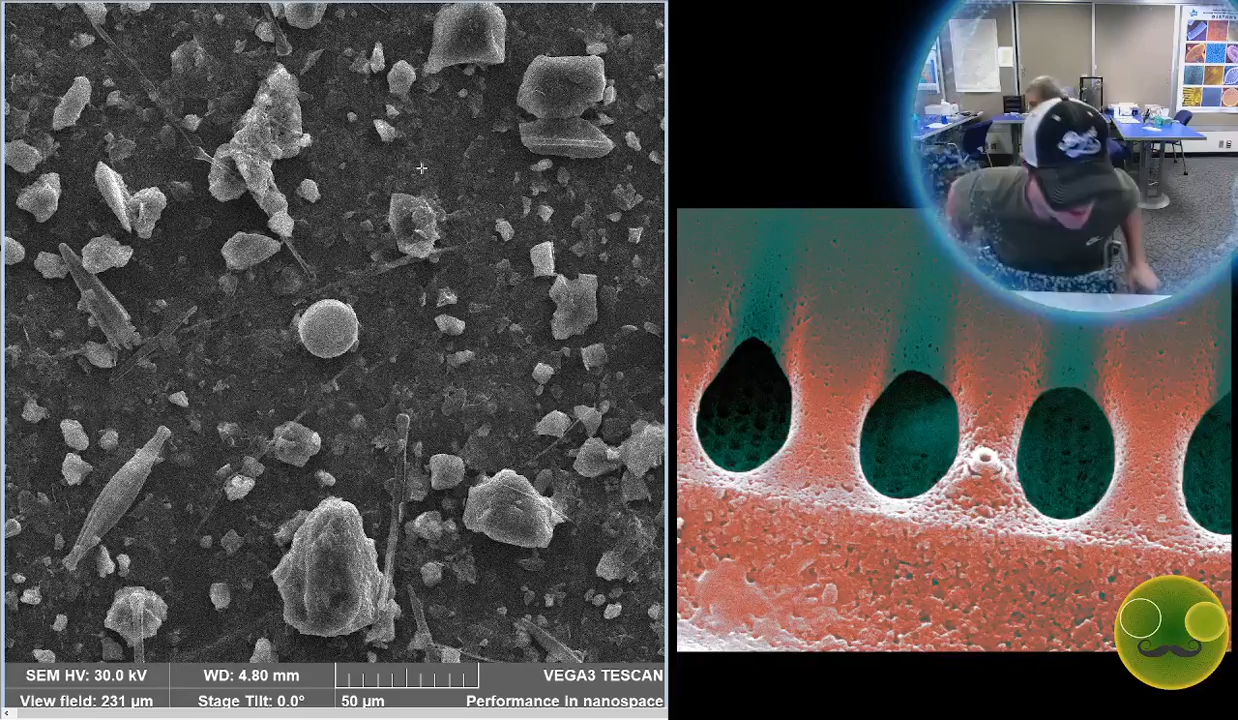 SEM HV: 30.0 kV
WD: 4.80 mm
VEGA3 TESCAN
View field: 231 µm
Stage Tilt: 0.0°
50 µm
Performance in nanospace